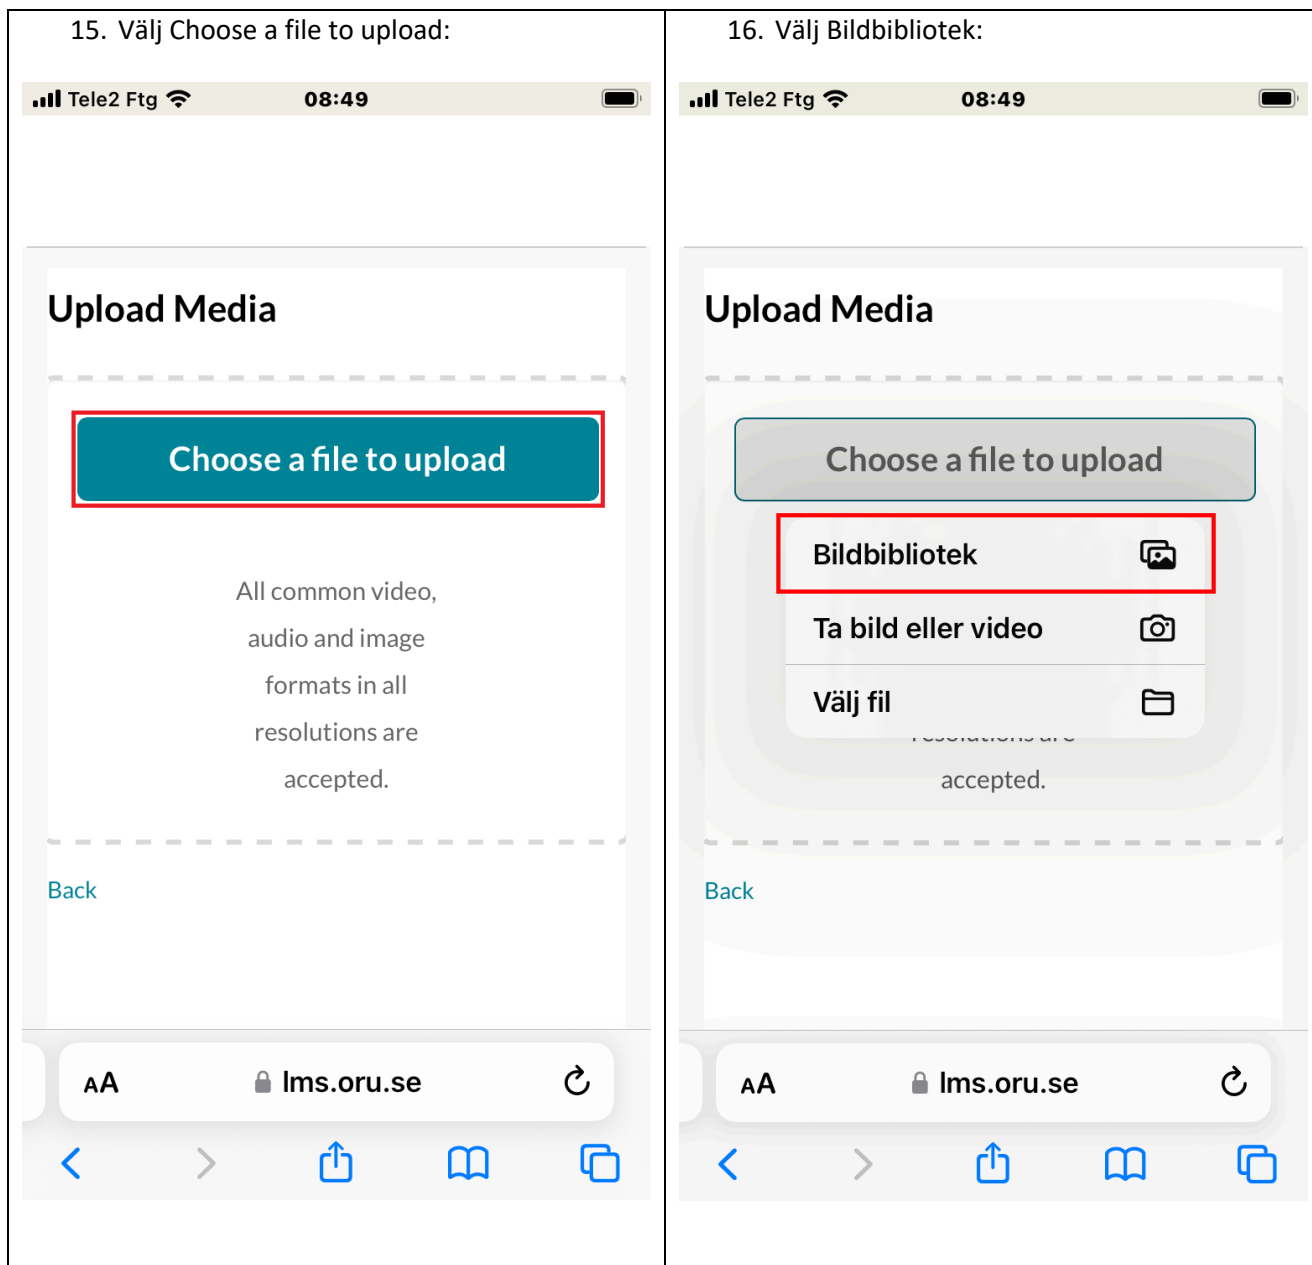 15. Välj Choose a file to upload:
Tele2 Ftg 08:49
Upload Media
Choose a file to upload
All common video,
audio and image
formats in all
resolutions are
accepted.
Back
AA lms.oru.se
16. Välj Bildbibliotek:
Tele2 Ftg 08:49
Upload Media
Choose a file to upload
Bildbibliotek
Ta bild eller video
Välj fil
resolutions are
accepted.
Back
AA lms.oru.se